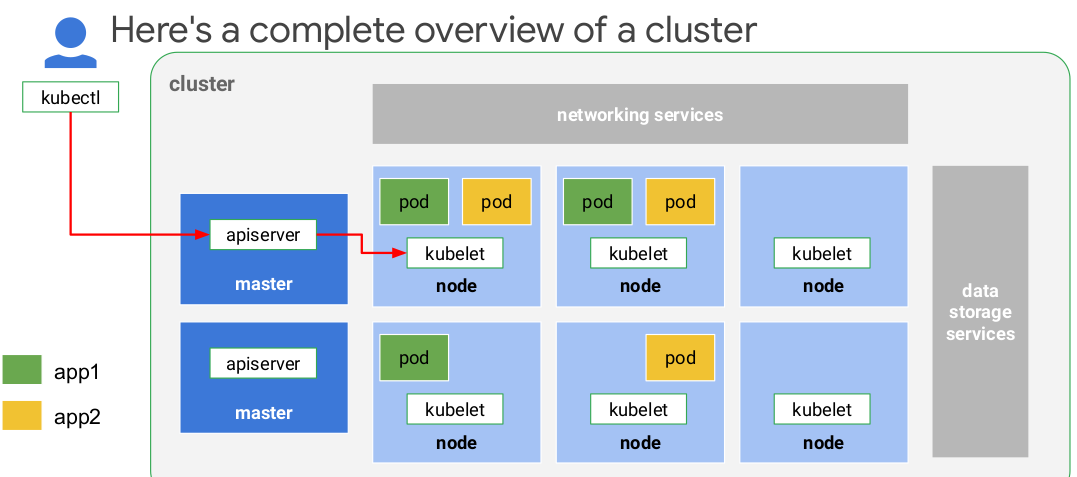 Here's a complete overview of a cluster
kubectl
cluster
networking services
pod
pod
pod
pod
apiserver
kubelet
kubelet
kubelet
master
node
node
node
data
storage
services
pod
pod
apiserver
kubelet
kubelet
kubelet
master
node
node
node
app1
app2